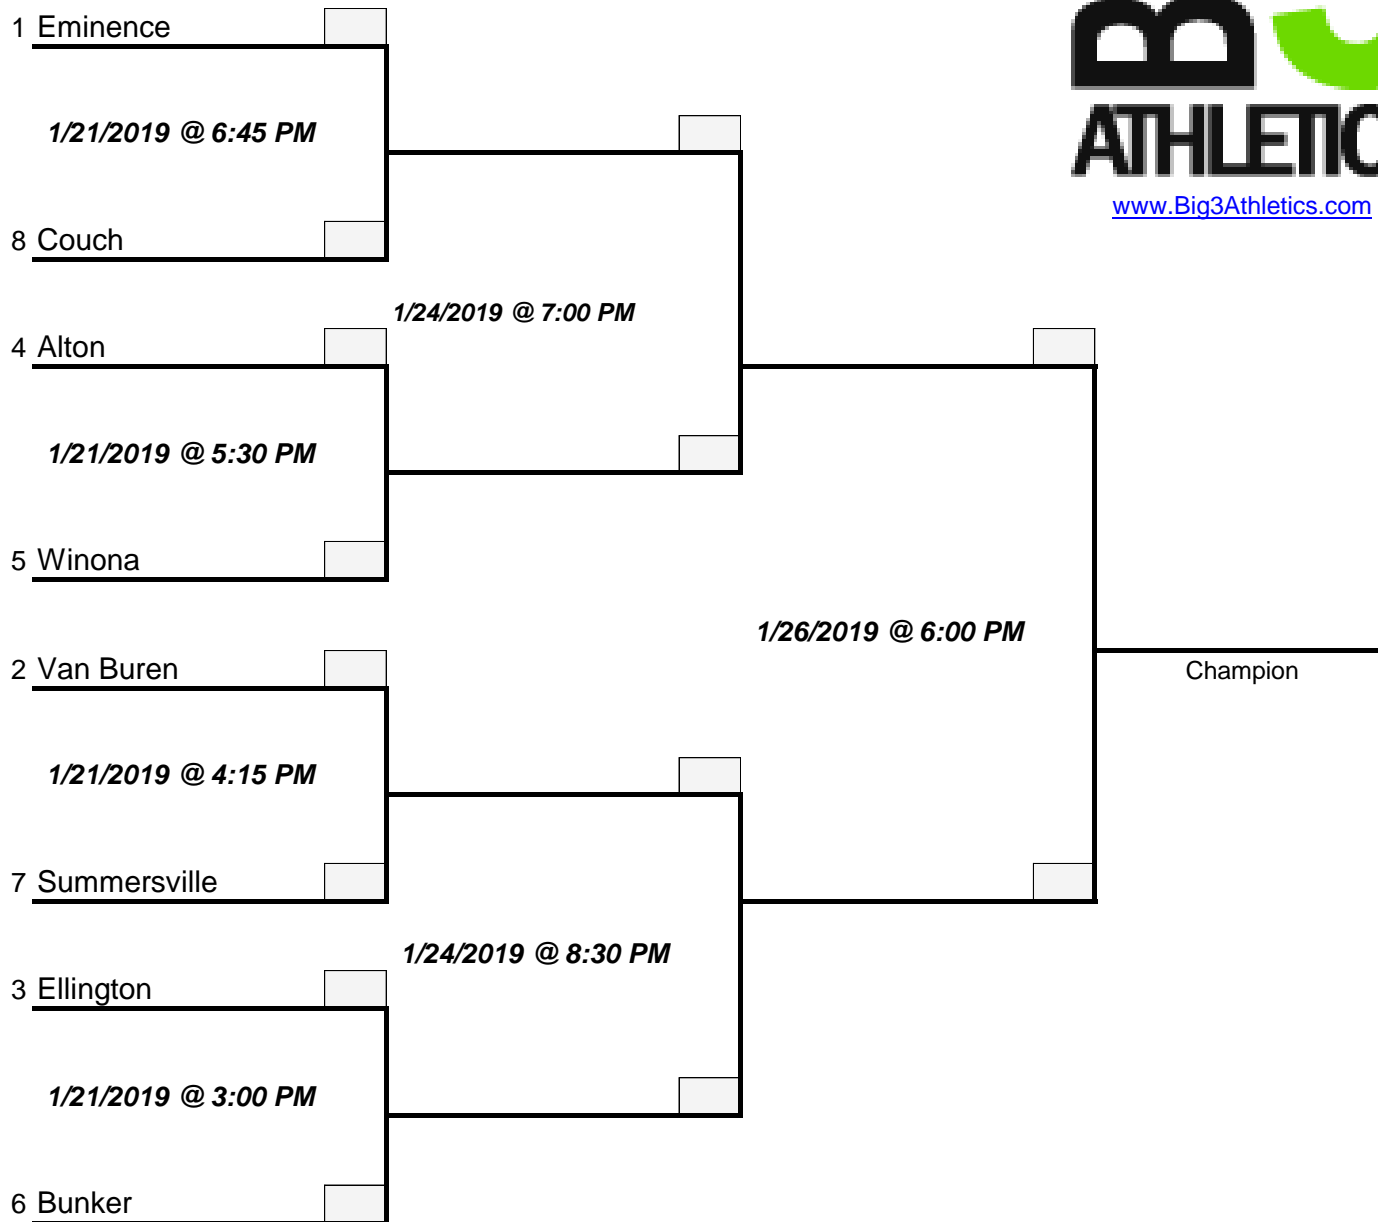 1 Eminence
1/21/2019 @ 6:45 PM
www.Big3Athletics.com
8 Couch
1/24/2019 @ 7:00 PM
4 Alton
1/21/2019 @ 5:30 PM
5 Winona
1/26/2019 @ 6:00 PM
2 Van Buren
Champion
1/21/2019 @ 4:15 PM
7 Summersville
1/24/2019 @ 8:30 PM
3 Ellington
1/21/2019 @ 3:00 PM
6 Bunker